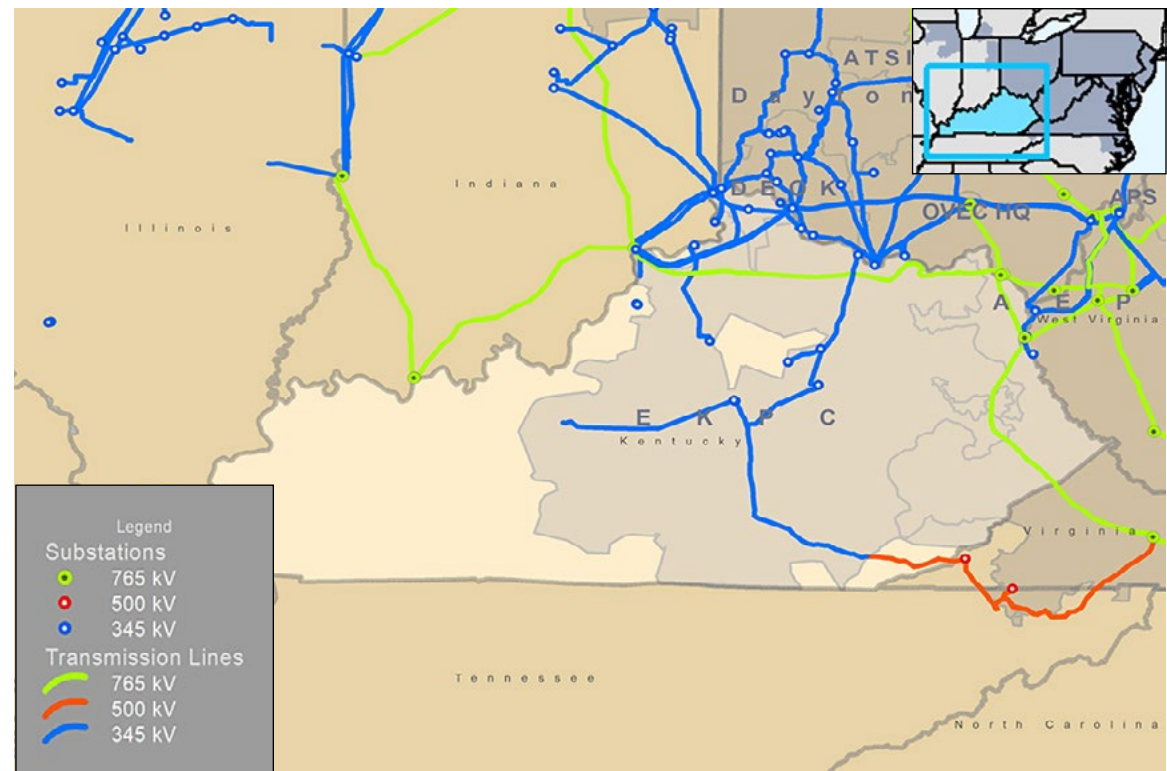 ATSI
Dayton
Indiana
DEOK
OVEC HQ
APS
Illinois
AEP
West Virginia
EKPC
Kentucky
Legend
Substations
765 kV
500 kV
345 kV
Transmission Lines
765 kV
500 kV
345 kV
Virginia
Tennessee
North Carolina